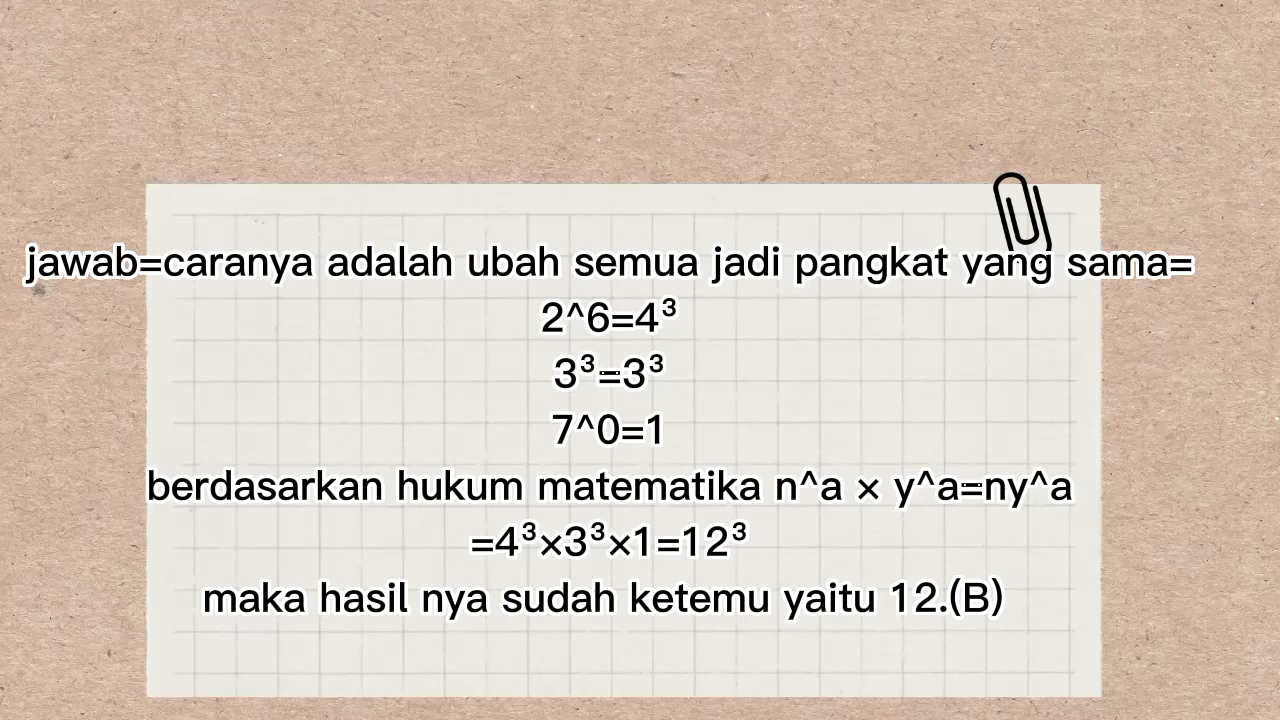 jawab=caranya adalah ubah semua jadi pangkat yang sama=
2^6=4³
3³=3³
7^0=1
berdasarkan hukum matematika n^a × y^a=ny^a
=4³×3³×1=12³
maka hasil nya sudah ketemu yaitu 12.(B)